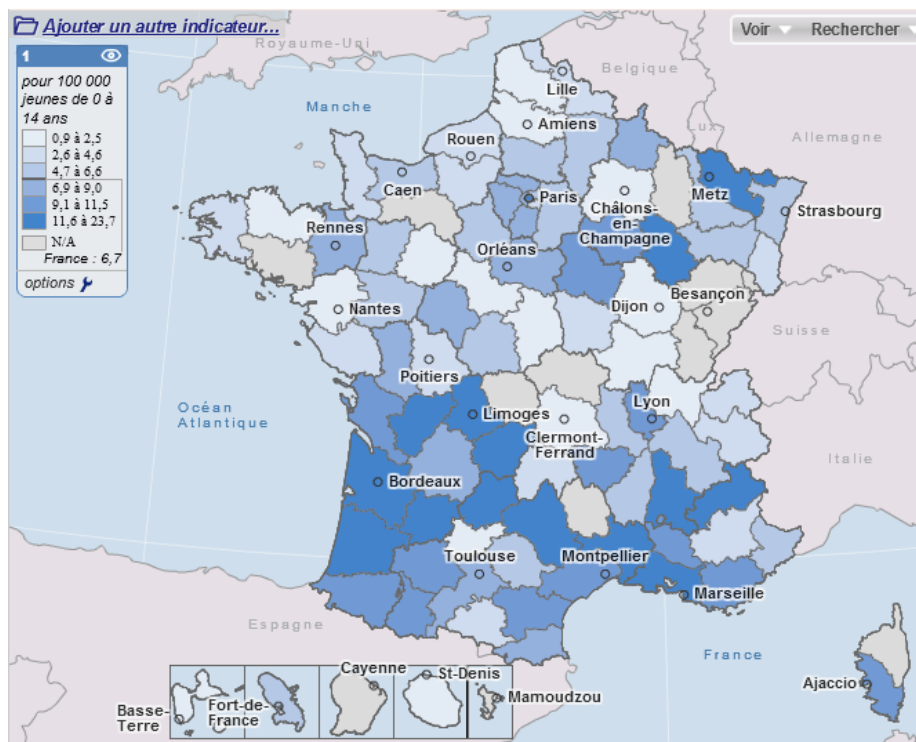 Ajouter un autre indicateur...
Voir Rechercher
1
pour 100 000
jeunes de 0 à
14 ans
0,9 à 2,5
2,6 à 4,6
4,7 à 6,6
6,9 à 9,0
9,1 à 11,5
11,6 à 23,7
N/A
France : 6,7
options
Royaume-Uni
Belgique
Lux
Allemagne
Manche
Lille
Amiens
Rouen
Caen
Paris
Metz
Strasbourg
Châlons-
en-
Champagne
Rennes
Orléans
Nantes
Dijon
Besançon
Suisse
Poitiers
Océan
Atlantique
Limoges
Lyon
Clermont-
Ferrand
Italie
Bordeaux
Toulouse
Montpellier
Marseille
Espagne
France
Ajaccio
Cayenne
St-Denis
Mamoudzou
Basse-
Terre
Fort-de-
France